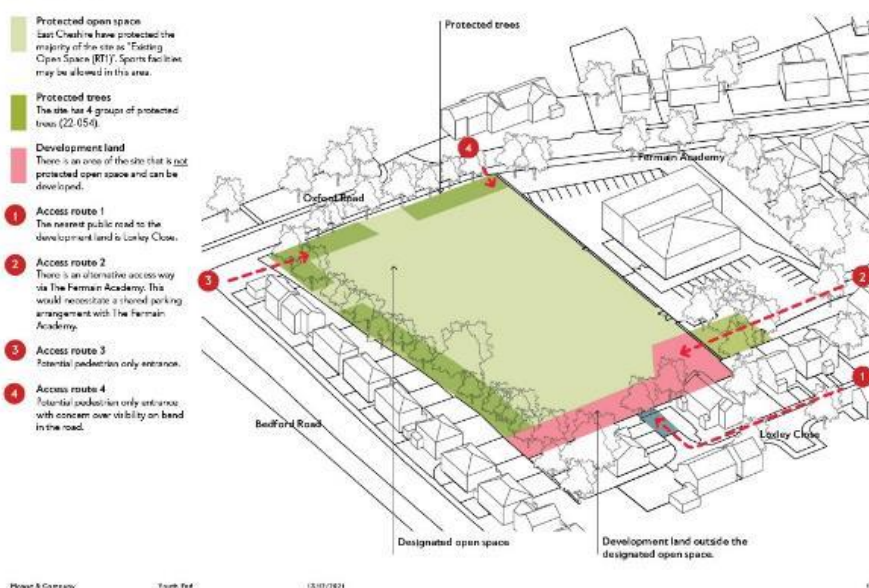 Protected open space
East Cheshire have protected the
majority of the site as "Existing
Open Space (RT1)". Sports facilities
may be allowed in this area.
Protected trees
The site has 4 groups of protected
trees (22-054).
Development land
There is an area of the site that is not
protected open space and can be
developed.
1 Access route 1
The nearest public road to the
development land is Loxley Close.
2 Access route 2
There is an alternative access way
via The Fermain Academy. This
would necessitate a shared parking
arrangement with The Fermain
Academy.
3 Access route 3
Potential pedestrian only entrance.
4 Access route 4
Potential pedestrian only entrance
with concern over visibility on bend
in the road.
Protected trees
4
Fermain Academy
Oxford Road
3
2
1
Bedford Road
Loxley Close
Designated open space
Development land outside the
designated open space.
& Company